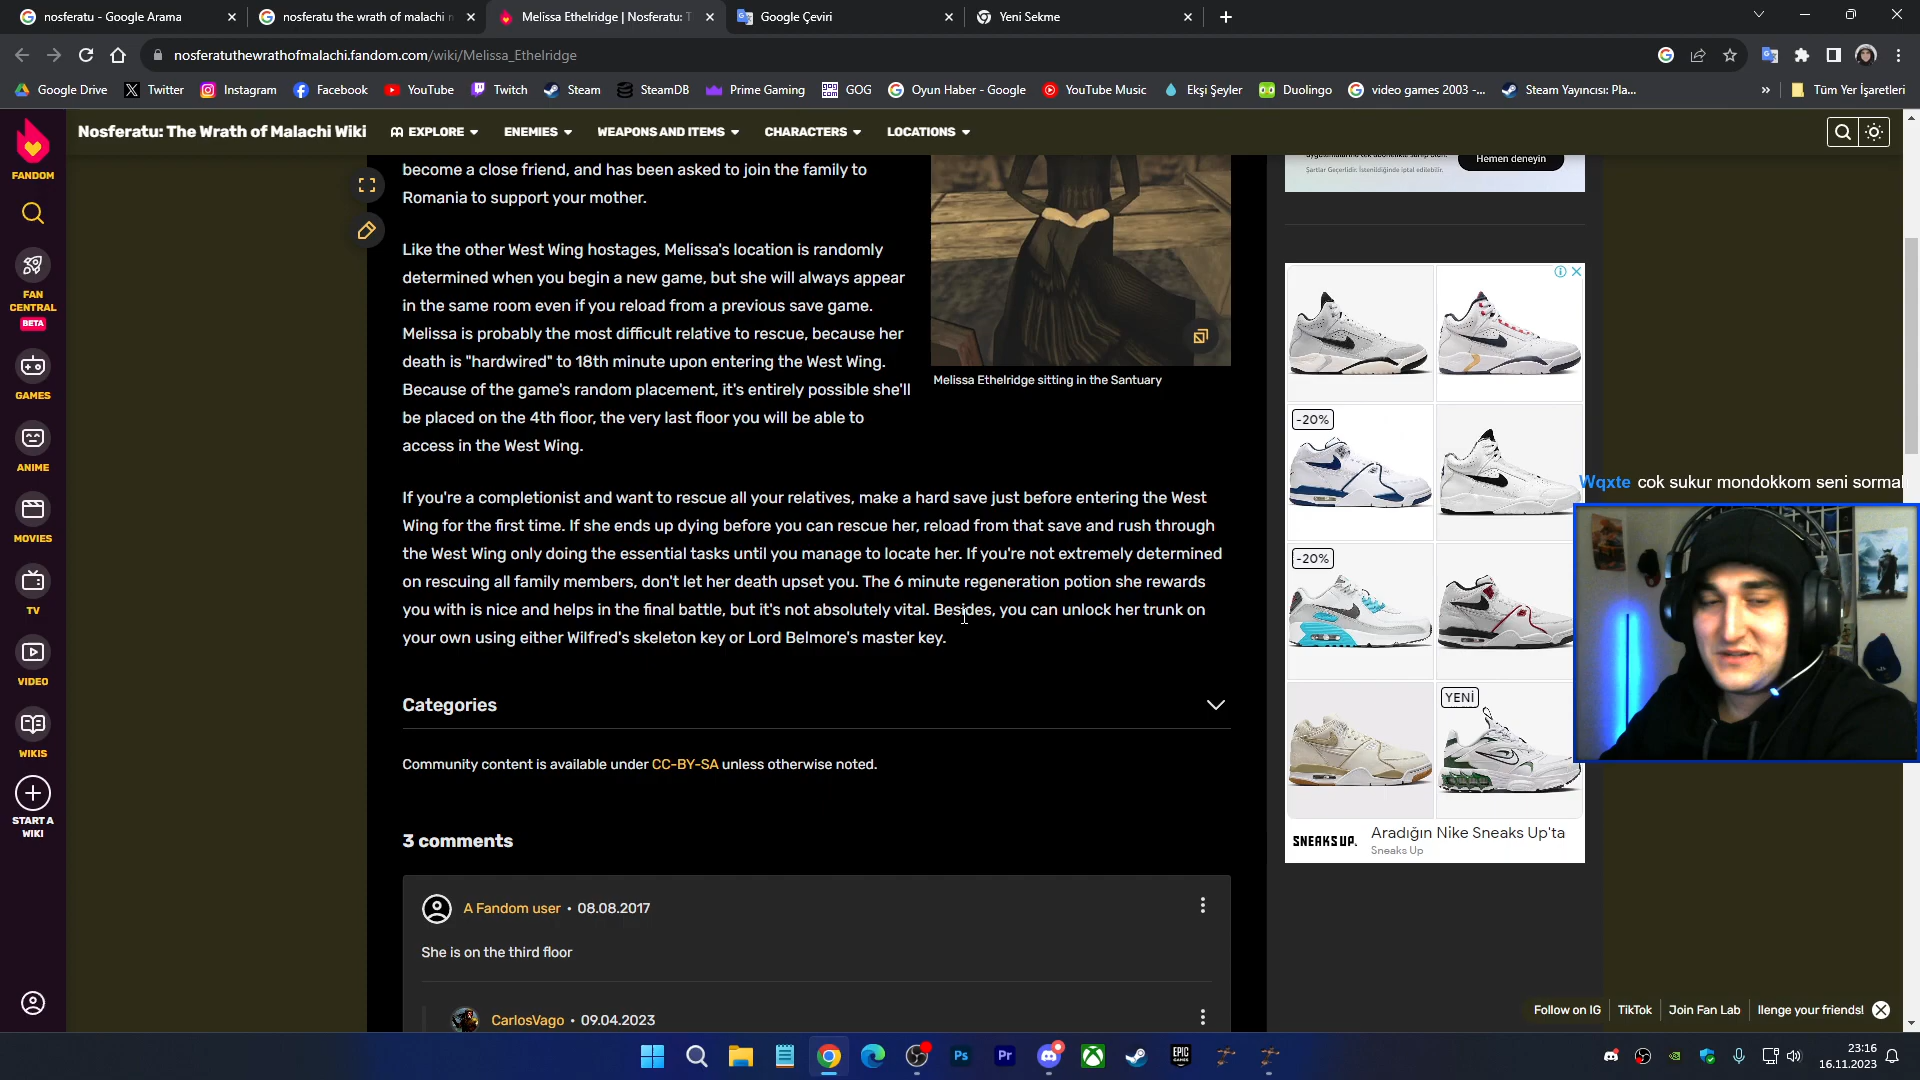 nosferatu - Google Arama
nosferatu the wrath of malachi
Melissa Ethelridge | Nosferatu: T
Google Çeviri
Yeni Sekme
nosferatuthewrathofmalachi.fandom.com/wiki/Melissa_Ethelridge
Google Drive
Twitter
Instagram
Facebook
YouTube
Twitch
Steam
SteamDB
Prime Gaming
GOG
Oyun Haber - Google
YouTube Music
Ekşi Şeyler
Duolingo
video games 2003 -...
Steam Yayıncısı: Pla...
»
Tüm Yer İşaretleri
FANDOM
Nosferatu: The Wrath of Malachi Wiki
EXPLORE
ENEMIES
WEAPONS AND ITEMS
CHARACTERS
LOCATIONS
FAN
CENTRAL
BETA
GAMES
ANIME
MOVIES
TV
VIDEO
WIKIS
START A
WIKI
become a close friend, and has been asked to join the family to
Romania to support your mother.
Like the other West Wing hostages, Melissa's location is randomly
determined when you begin a new game, but she will always appear
in the same room even if you reload from a previous save game.
Melissa is probably the most difficult relative to rescue, because her
death is "hardwired" to 18th minute upon entering the West Wing.
Because of the game's random placement, it's entirely possible she'll
be placed on the 4th floor, the very last floor you will be able to
access in the West Wing.
Melissa Ethelridge sitting in the Santuary
If you're a completionist and want to rescue all your relatives, make a hard save just before entering the West
Wing for the first time. If she ends up dying before you can rescue her, reload from that save and rush through
the West Wing only doing the essential tasks until you manage to locate her. If you're not extremely determined
on rescuing all family members, don't let her death upset you. The 6 minute regeneration potion she rewards
you with is nice and helps in the final battle, but it's not absolutely vital. Besides, you can unlock her trunk on
your own using either Wilfred's skeleton key or Lord Belmore's master key.
Categories
Community content is available under CC-BY-SA unless otherwise noted.
3 comments
A Fandom user • 08.08.2017
She is on the third floor
CarlosVago • 09.04.2023
Hemen deneyin
Şartlar Geçerlidir. İstenildiğinde iptal edilebilir.
-20%
-20%
YENİ
SNEAKS UP.
Aradığın Nike Sneaks Up'ta
Sneaks Up
Wqxte cok sukur mondokkom seni sormal
Follow on IG
TikTok
Join Fan Lab
llenge your friends!
Ps
Pr
EPIC
GAMES
23:16
16.11.2023